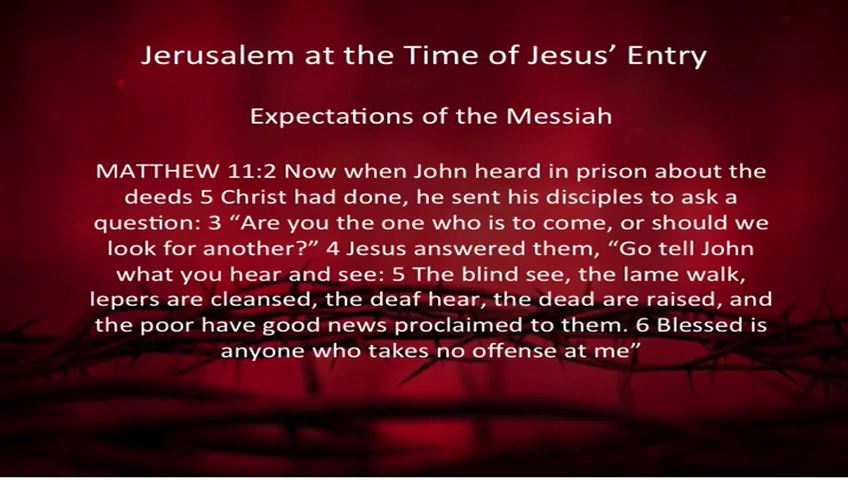 Jerusalem at the Time of Jesus’ Entry
Expectations of the Messiah
MATTHEW 11:2 Now when John heard in prison about the
deeds 5 Christ had done, he sent his disciples to ask a
question: 3 “Are you the one who is to come, or should we
look for another?” 4 Jesus answered them, “Go tell John
what you hear and see: 5 The blind see, the lame walk,
lepers are cleansed, the deaf hear, the dead are raised, and
the poor have good news proclaimed to them. 6 Blessed is
anyone who takes no offense at me”